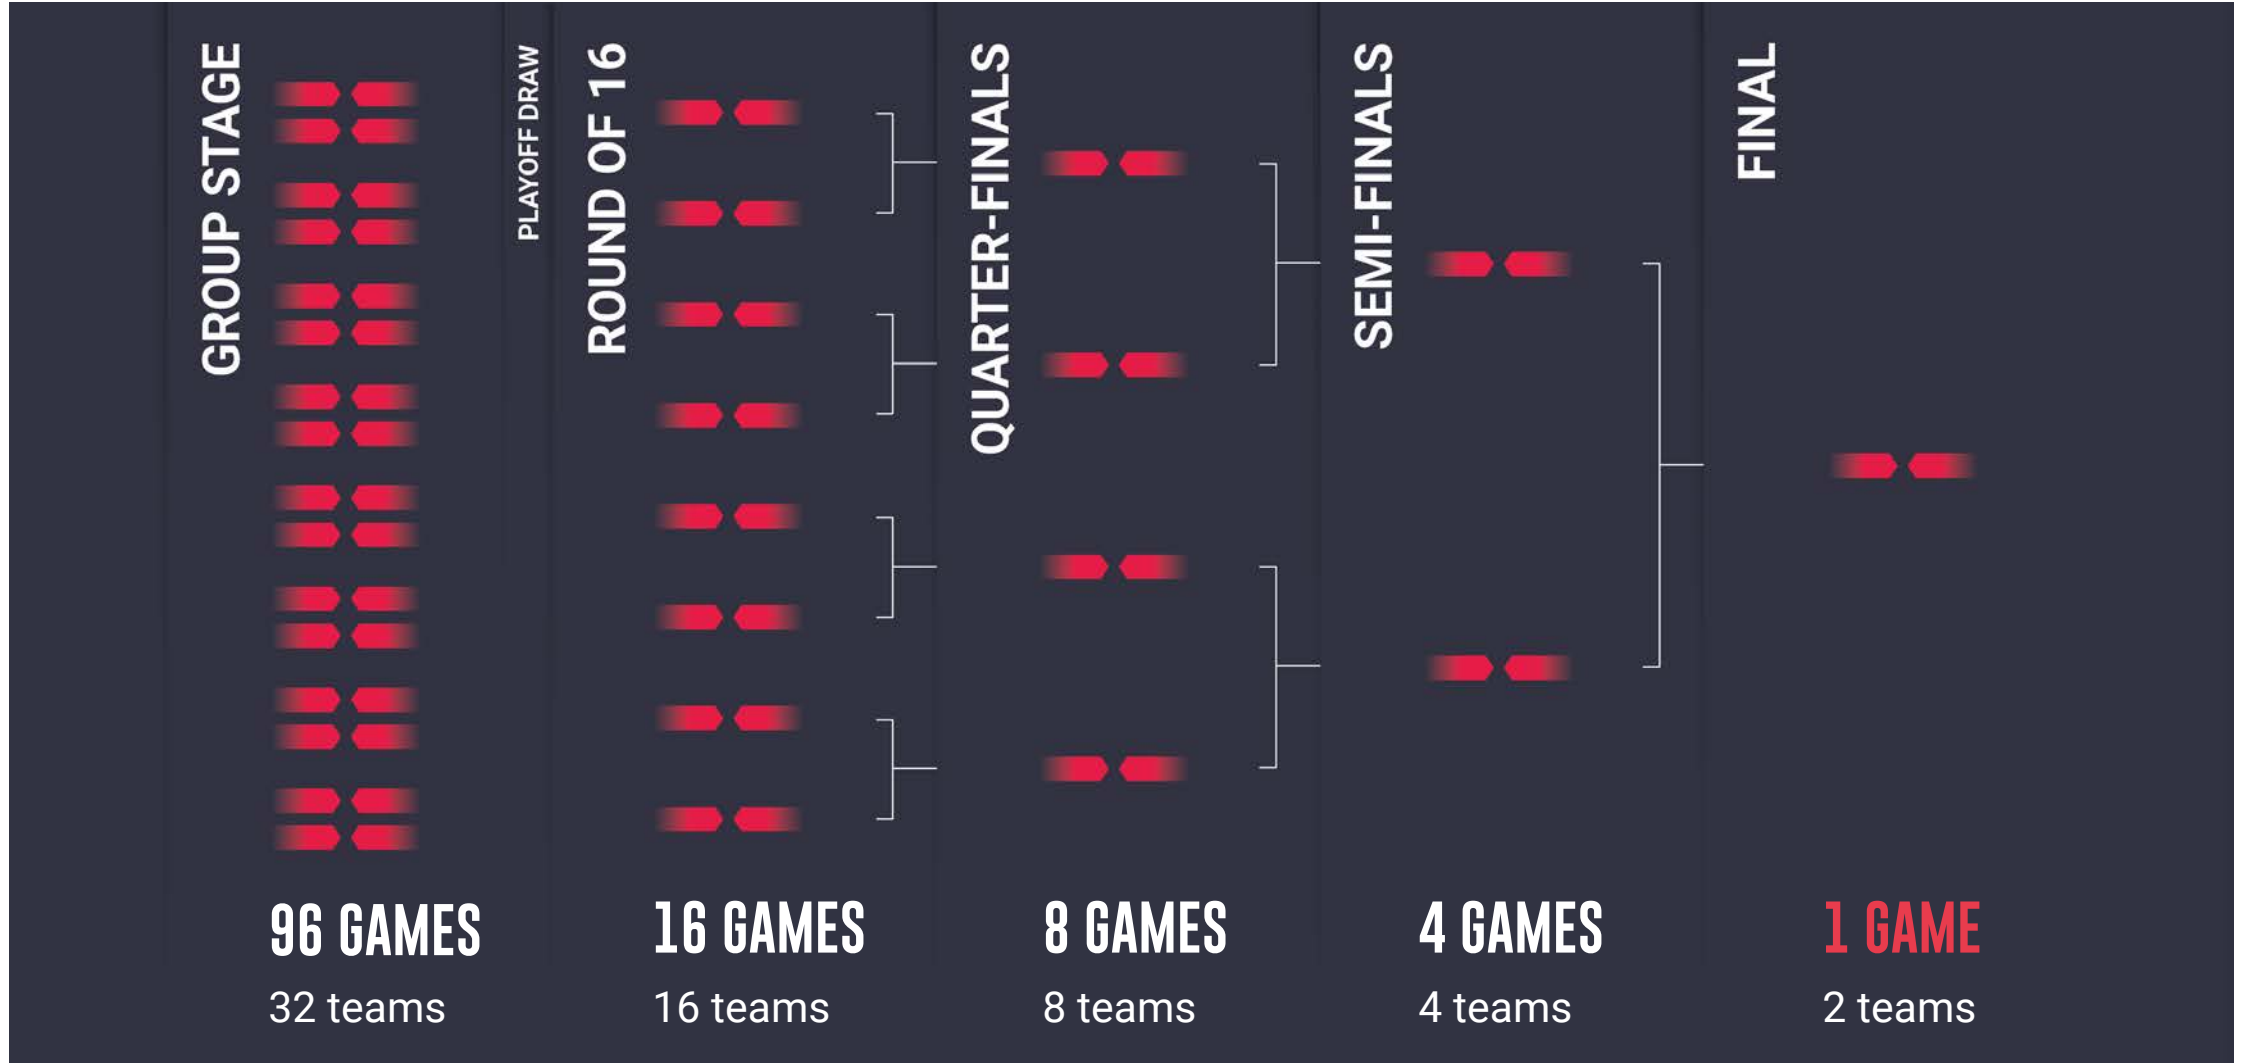 GROUP STAGE
PLAYOFF DRAW
ROUND OF 16
QUARTER-FINALS
SEMI-FINALS
FINAL
96 GAMES
32 teams
16 GAMES
16 teams
8 GAMES
8 teams
4 GAMES
4 teams
1 GAME
2 teams